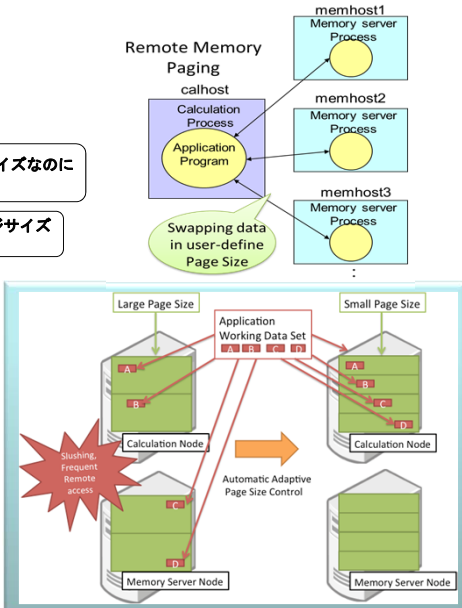 Remote Memory
Paging
calhost
Calculation
Process
Application
Program
Swapping data
in user-define
Page Size
memhost1
Memory server
Process
memhost2
Memory server
Process
memhost3
Memory server
Process
:
イズなのに
サイズ
Large Page Size
Application
Working Data Set
A B C D
Small Page Size
A
B
Calculation Node
Slushing,
Frequent
Remote
access
C
D
Memory Server Node
Automatic Adaptive
Page Size Control
A
B
C
D
Calculation Node
Memory Server Node